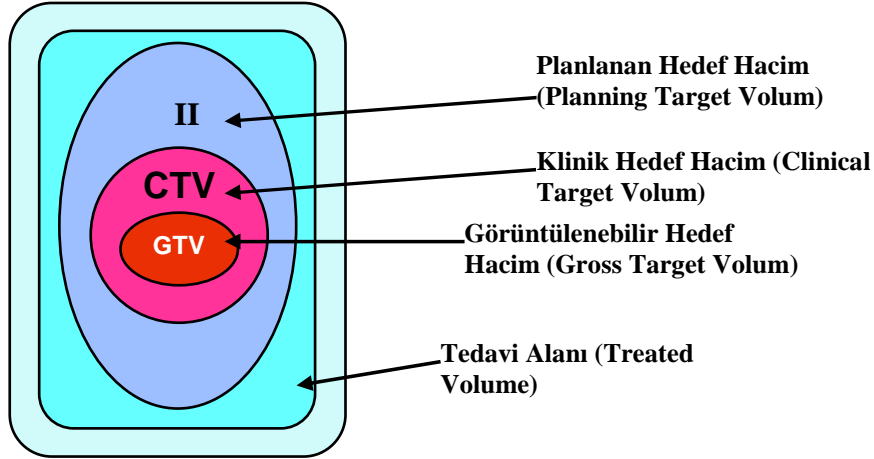 II
CTV
GTV
Planlanan Hedef Hacim
(Planning Target Volum)
Klinik Hedef Hacim (Clinical
Target Volum)
Görüntülenebilir Hedef
Hacim (Gross Target Volum)
Tedavi Alanı (Treated
Volume)